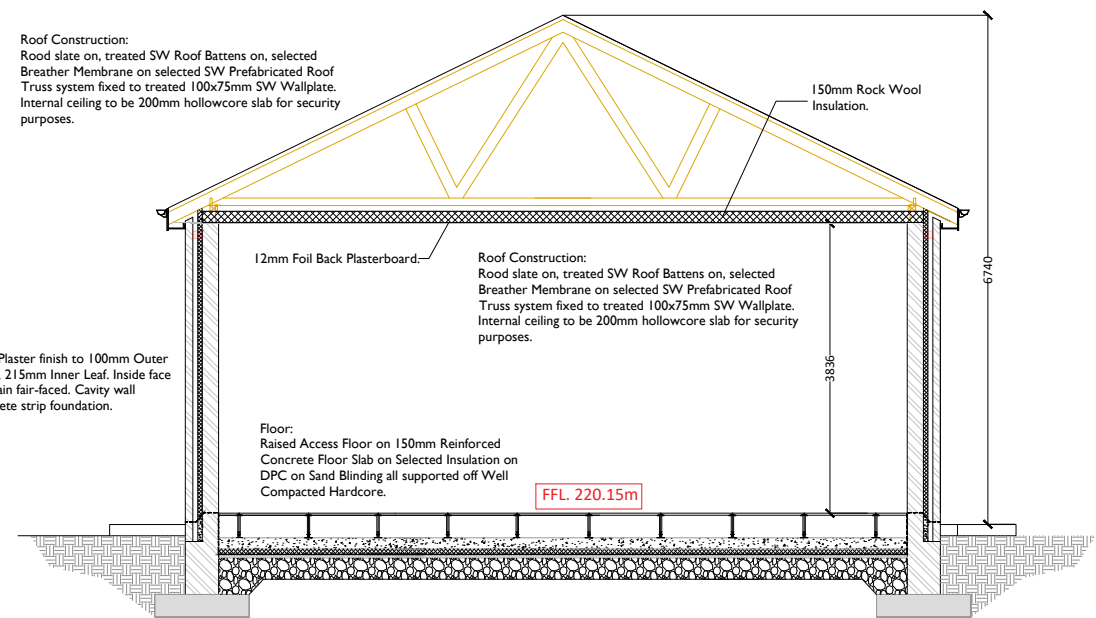 Roof Construction:
Rood slate on, treated SW Roof Battens on, selected
Breather Membrane on selected SW Prefabricated Roof
Truss system fixed to treated 100x75mm SW Wallplate.
Internal ceiling to be 200mm hollowcore slab for security
purposes.
150mm Rock Wool
Insulation.
12mm Foil Back Plasterboard.
Roof Construction:
Rood slate on, treated SW Roof Battens on, selected
Breather Membrane on selected SW Prefabricated Roof
Truss system fixed to treated 100x75mm SW Wallplate.
Internal ceiling to be 200mm hollowcore slab for security
purposes.
6740
3836
Plaster finish to 100mm Outer
, 215mm Inner Leaf. Inside face
fair-faced. Cavity wall
strip foundation.
Floor:
Raised Access Floor on 150mm Reinforced
Concrete Floor Slab on Selected Insulation on
DPC on Sand Blinding all supported off Well
Compacted Hardcore.
FFL. 220.15m